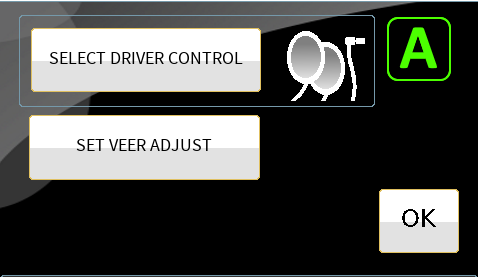 SELECT DRIVER CONTROL
A
SET VEER ADJUST
OK